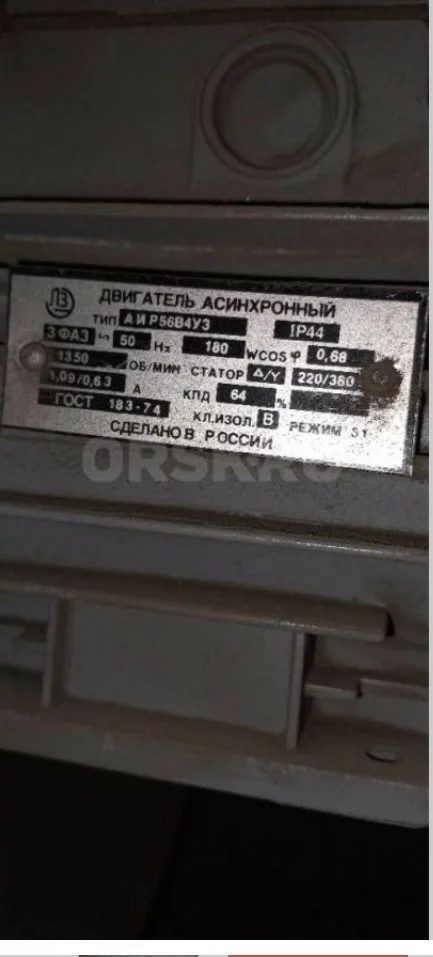 ЛЗ
ДВИГАТЕЛЬ АСИНХРОННЫЙ
ТИП АИР56В4У3 IP44
3 ФАЗ ~ 50 Hz 180 W COS φ 0,68
1350 ОБ/МИН СТАТОР Δ/Y 220/380
1,09/0,63 А КПД 64 %
ГОСТ 183-74 КЛ.ИЗОЛ. В РЕЖИМ S1
СДЕЛАНО В РОССИИ
ORSK.RU